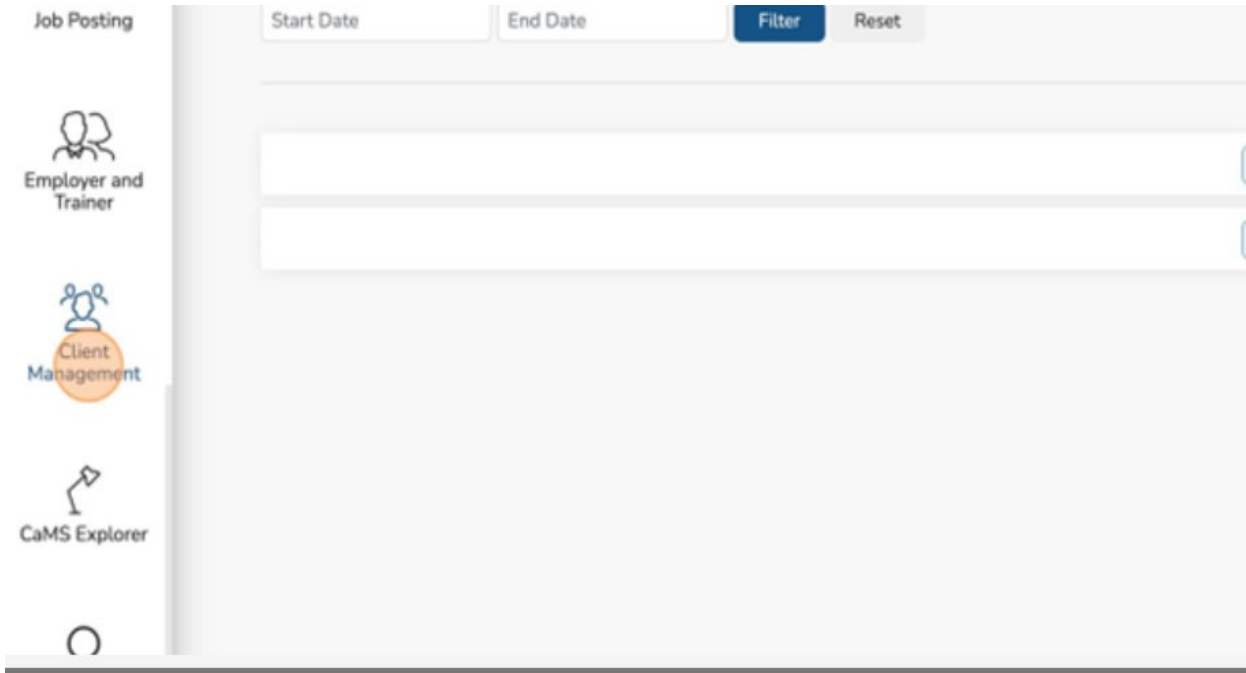 Job Posting
Start Date
End Date
Filter
Reset
Employer and
Trainer
Client
Management
CaMS Explorer